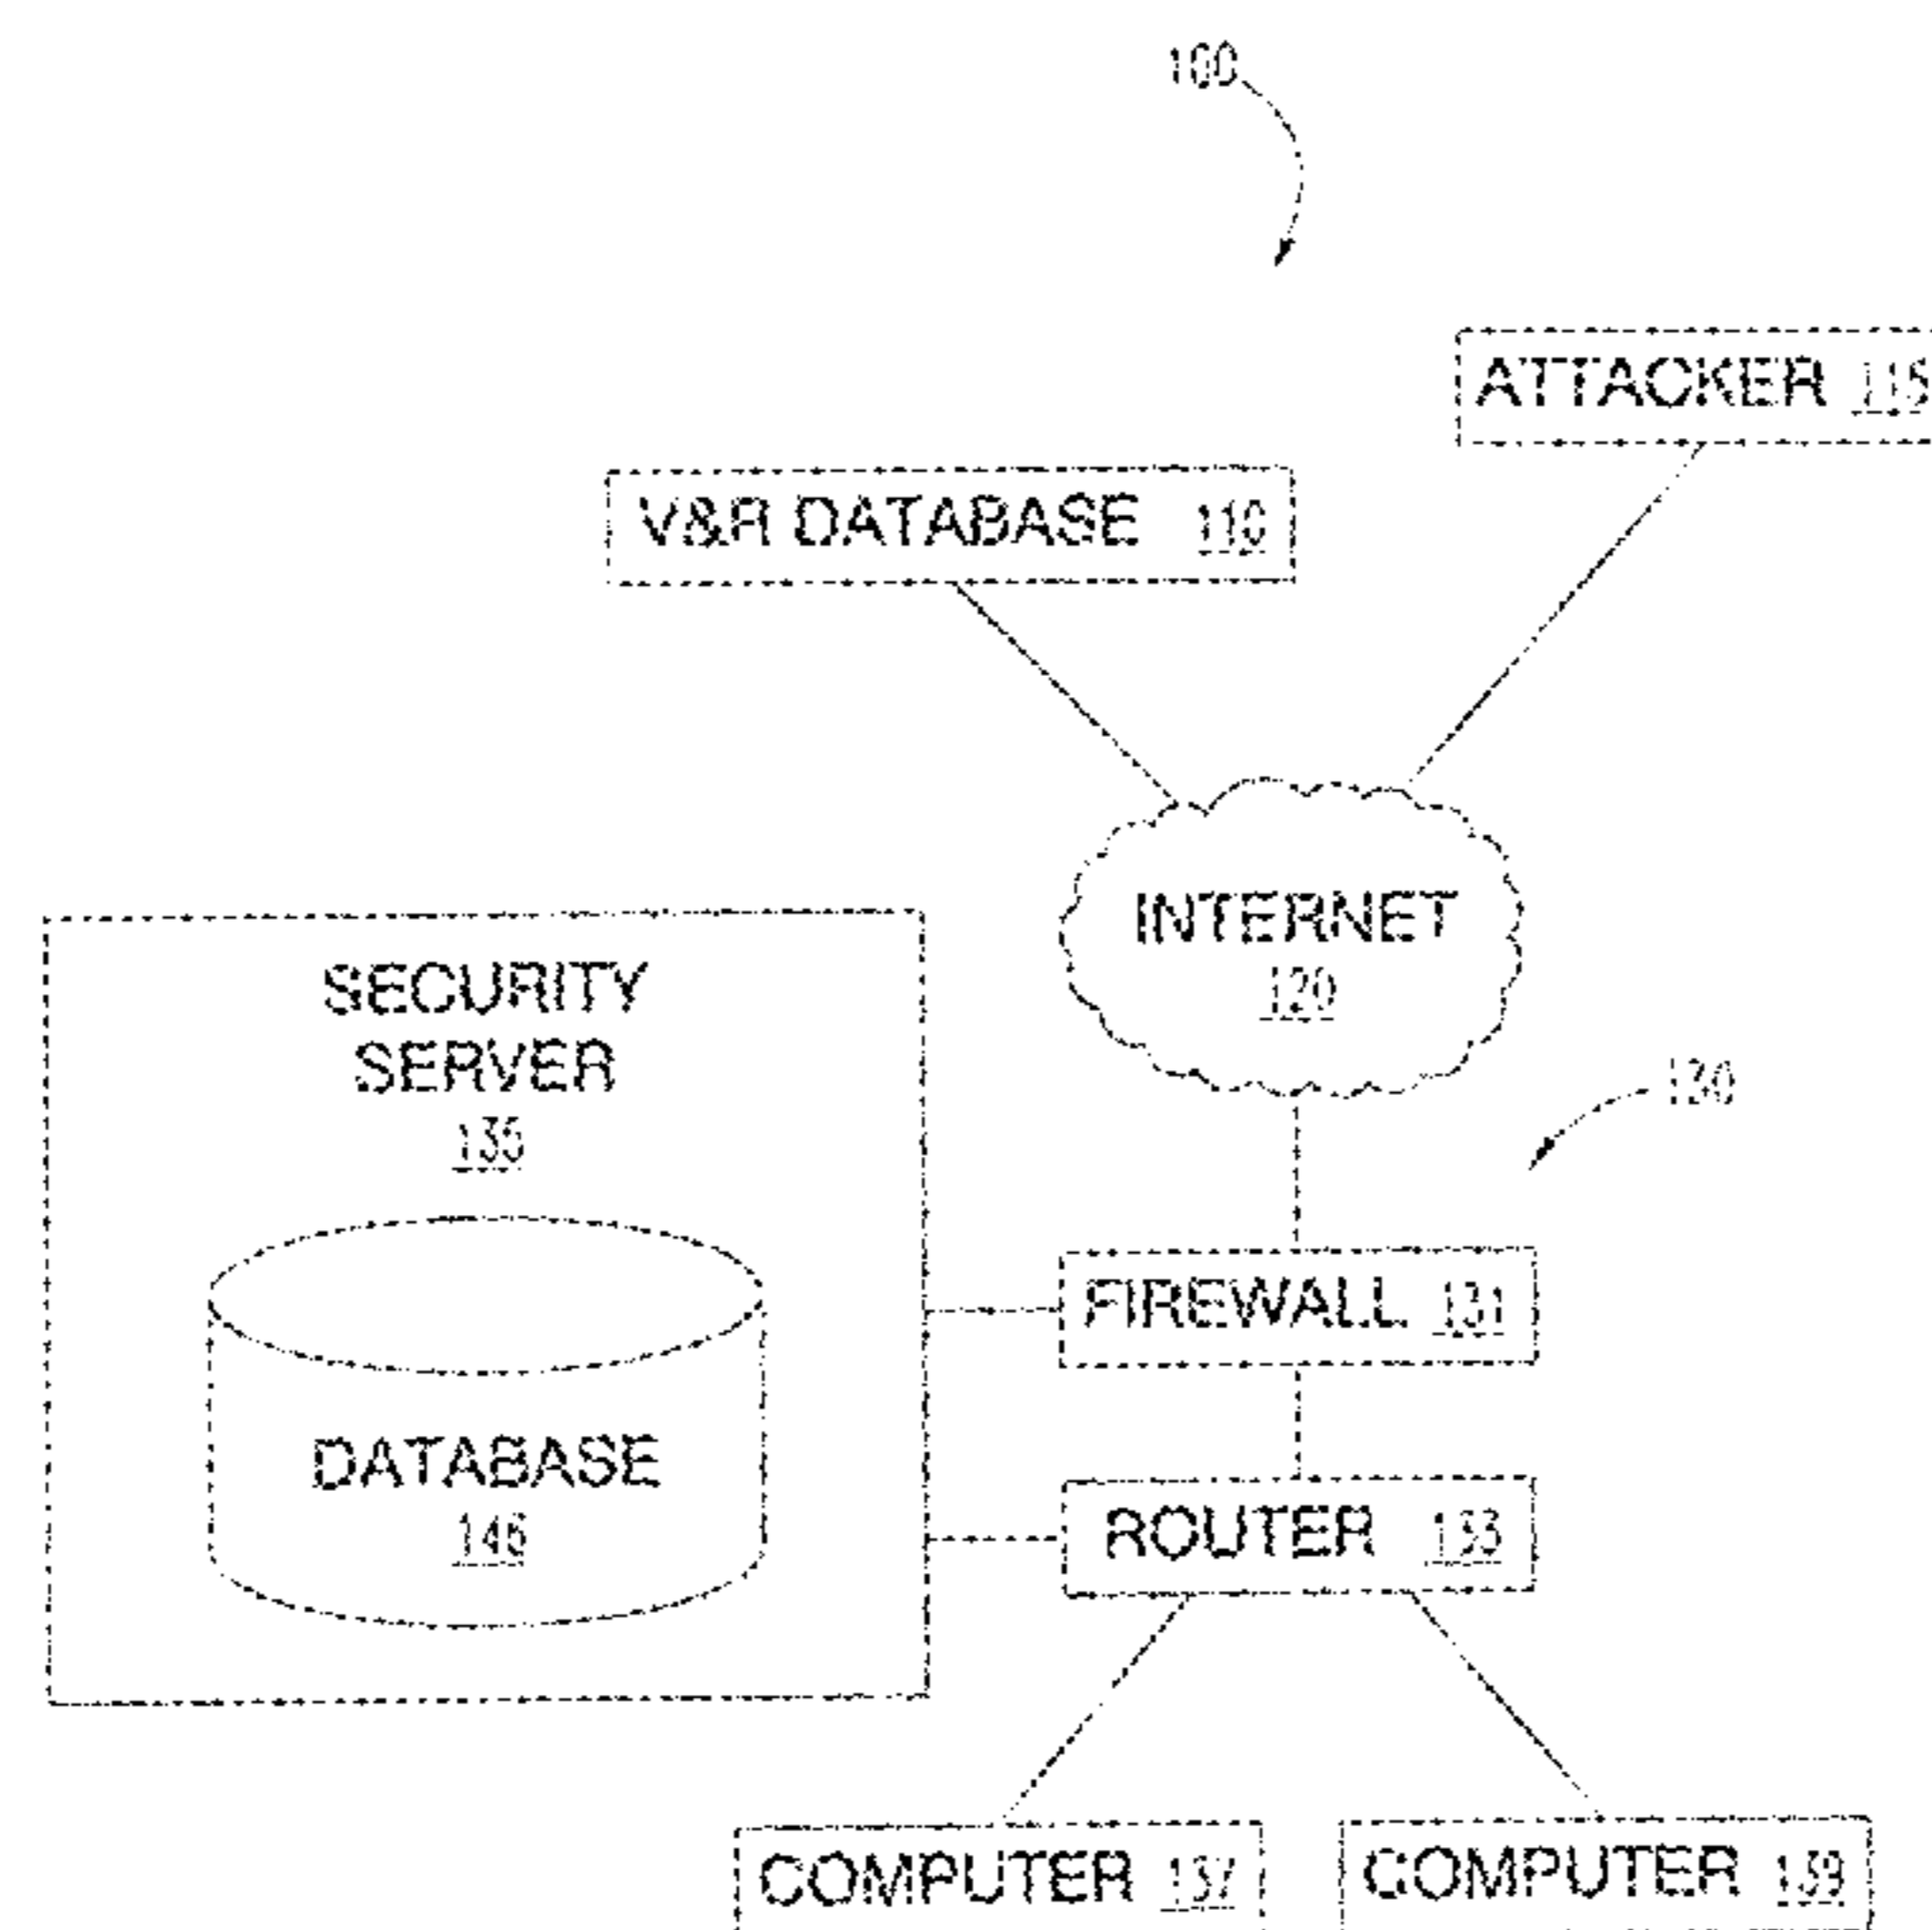 100
ATTACKER 115
V&R DATABASE 110
INTERNET
120
SECURITY
SERVER
135
130
FIREWALL 131
DATABASE
146
ROUTER 133
COMPUTER 137
COMPUTER 139